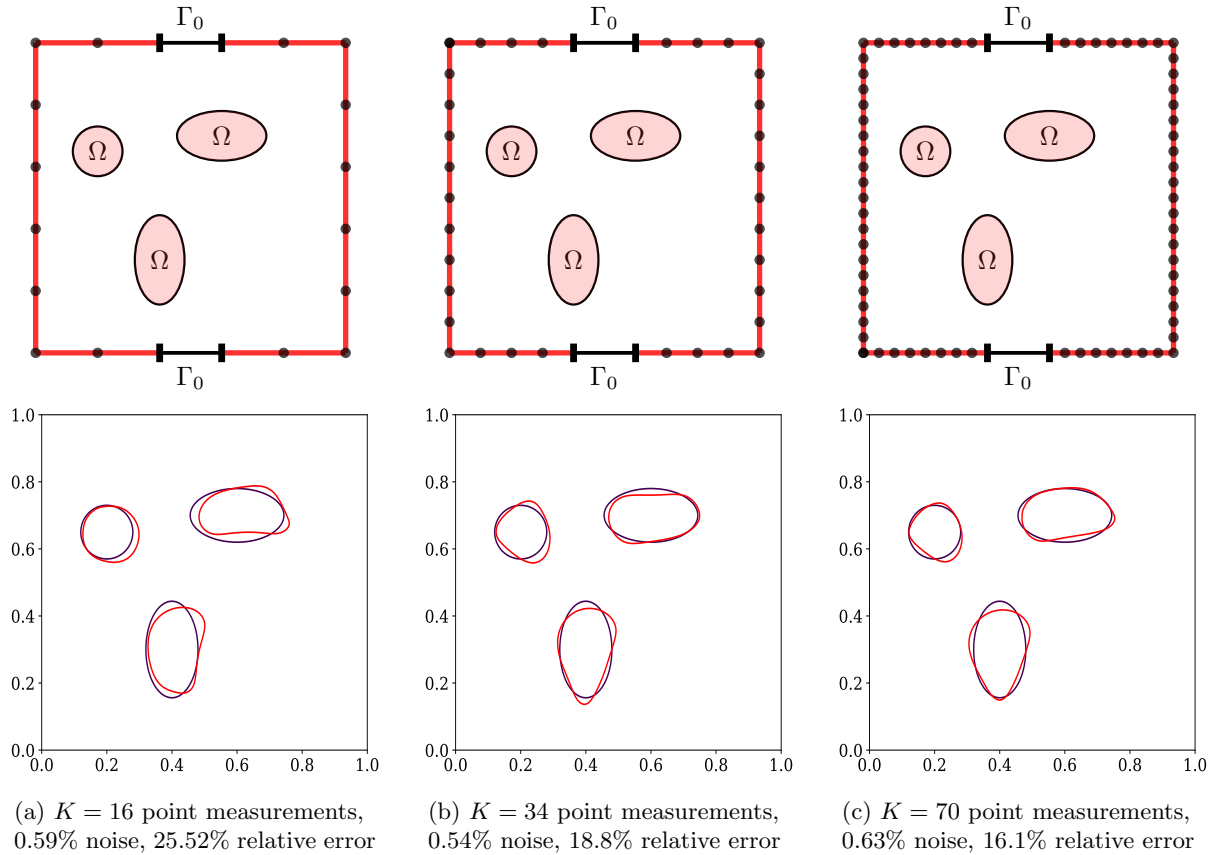 Γ₀ Γ₀ Γ₀
Ω Ω Ω Ω Ω Ω
Ω Ω Ω
Γ₀ Γ₀ Γ₀
1.0 1.0 1.0
0.8 0.8 0.8
0.6 0.6 0.6
0.4 0.4 0.4
0.2 0.2 0.2
0.0 0.0 0.0
0.0 0.2 0.4 0.6 0.8 1.0 0.0 0.2 0.4 0.6 0.8 1.0 0.0 0.2 0.4 0.6 0.8 1.0
(a) K = 16 point measurements,
0.59% noise, 25.52% relative error
(b) K = 34 point measurements,
0.54% noise, 18.8% relative error
(c) K = 70 point measurements,
0.63% noise, 16.1% relative error